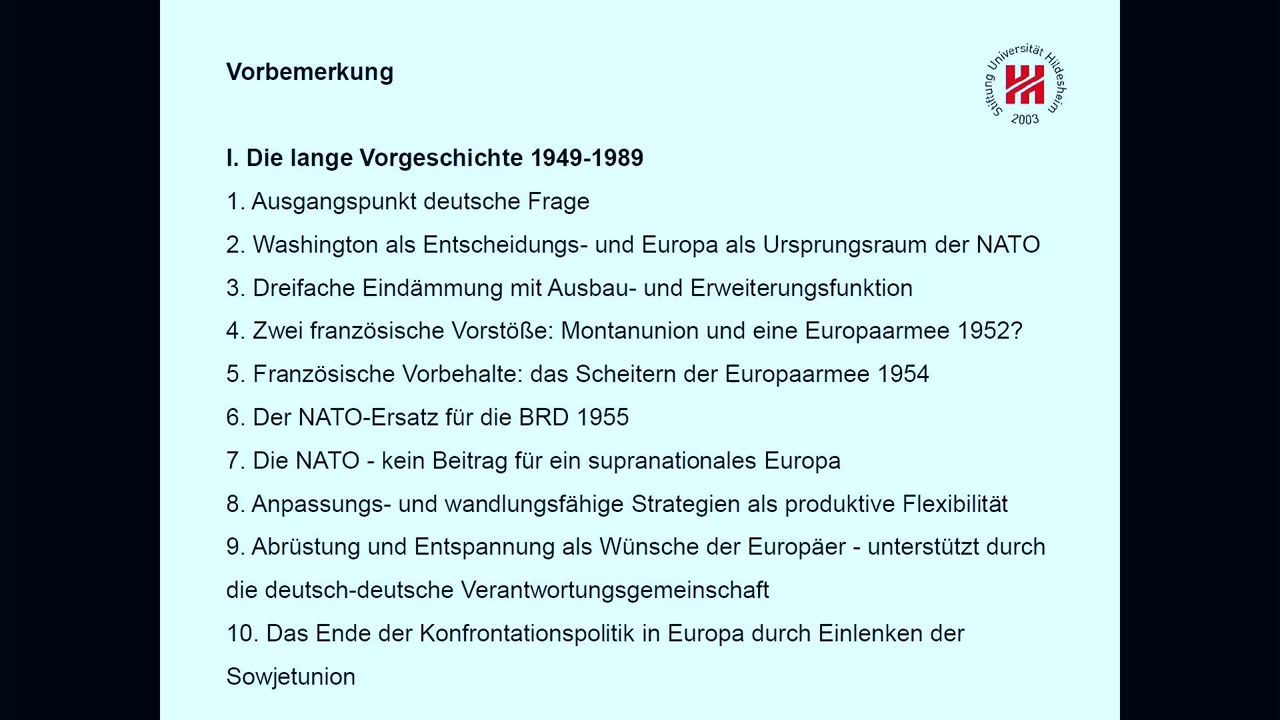 Vorbemerkung
Stiftung Universität Hildesheim
2003
I. Die lange Vorgeschichte 1949-1989
1. Ausgangspunkt deutsche Frage
2. Washington als Entscheidungs- und Europa als Ursprungsraum der NATO
3. Dreifache Eindämmung mit Ausbau- und Erweiterungsfunktion
4. Zwei französische Vorstöße: Montanunion und eine Europaarmee 1952?
5. Französische Vorbehalte: das Scheitern der Europaarmee 1954
6. Der NATO-Ersatz für die BRD 1955
7. Die NATO - kein Beitrag für ein supranationales Europa
8. Anpassungs- und wandlungsfähige Strategien als produktive Flexibilität
9. Abrüstung und Entspannung als Wünsche der Europäer - unterstützt durch
die deutsch-deutsche Verantwortungsgemeinschaft
10. Das Ende der Konfrontationspolitik in Europa durch Einlenken der
Sowjetunion